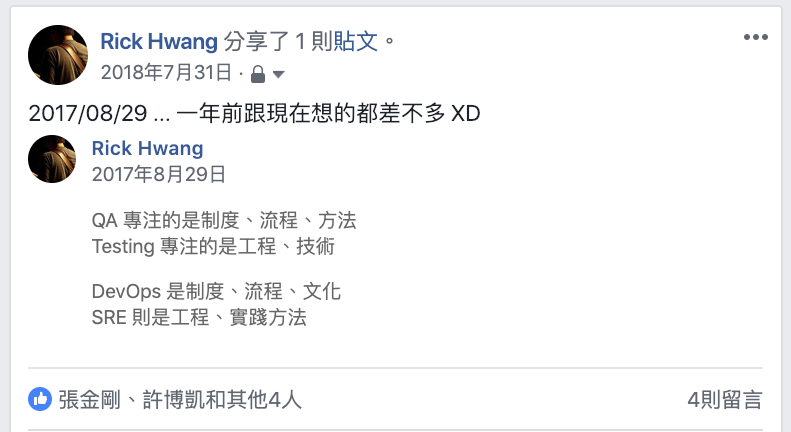 Rick Hwang 分享了 1 則貼文。
2018年7月31日 ·
2017/08/29 ... 一年前跟現在想的都差不多 XD
Rick Hwang
2017年8月29日
QA 專注的是制度、流程、方法
Testing 專注的是工程、技術
DevOps 是制度、流程、文化
SRE 則是工程、實踐方法
張金剛、許博凱和其他4人
4則留言